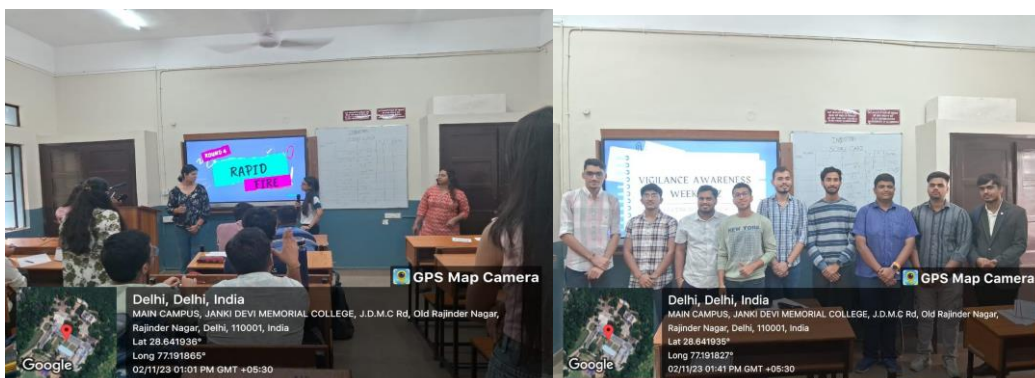 ROUND 4
RAPID
FIRE
GPS Map Camera
Delhi, Delhi, India
MAIN CAMPUS, JANKI DEVI MEMORIAL COLLEGE, J.D.M.C Rd, Old Rajinder Nagar,
Rajinder Nagar, Delhi, 110001, India
Lat 28.641936°
Long 77.191865°
02/11/23 01:01 PM GMT +05:30
Google
VIGILANCE AWARENESS
WEEK
NEW YORK
GPS Map Camera
Delhi, Delhi, India
MAIN CAMPUS, JANKI DEVI MEMORIAL COLLEGE, J.D.M.C Rd, Old Rajinder Nagar,
Rajinder Nagar, Delhi, 110001, India
Lat 28.641935°
Long 77.191827°
02/11/23 01:41 PM GMT +05:30
Google